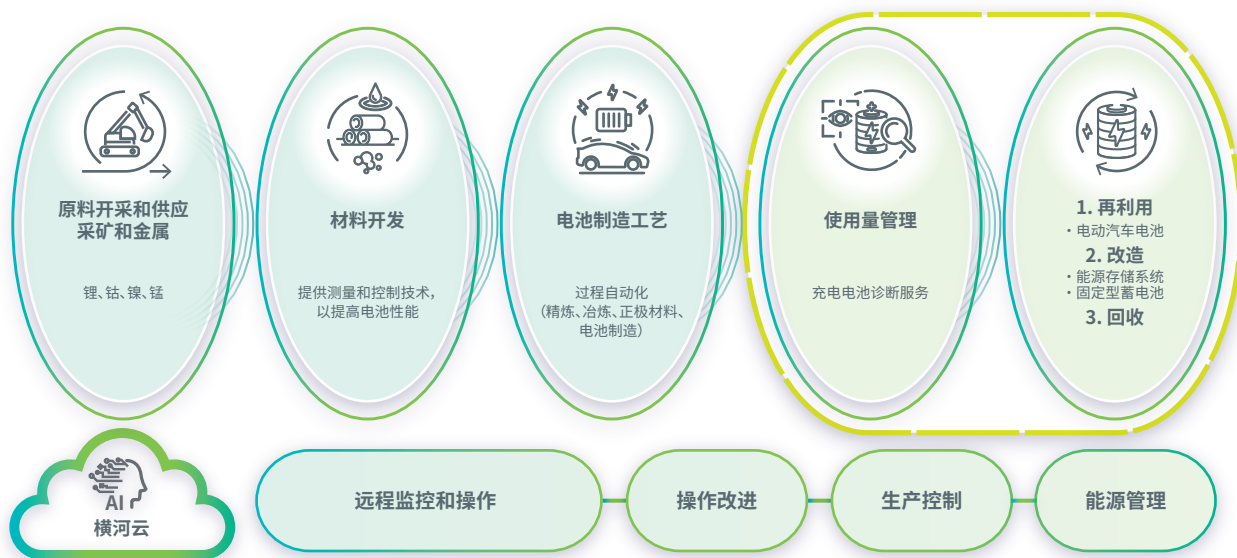 原料开采和供应
采矿和金属
锂、钴、镍、锰
材料开发
提供测量和控制技术，
以提高电池性能
电池制造工艺
过程自动化
（精炼、冶炼、正极材料、
电池制造）
使用量管理
充电电池诊断服务
1. 再利用
・电动汽车电池
2. 改造
・能源存储系统
・固定型蓄电池
3. 回收
AI
横河云
远程监控和操作
操作改进
生产控制
能源管理